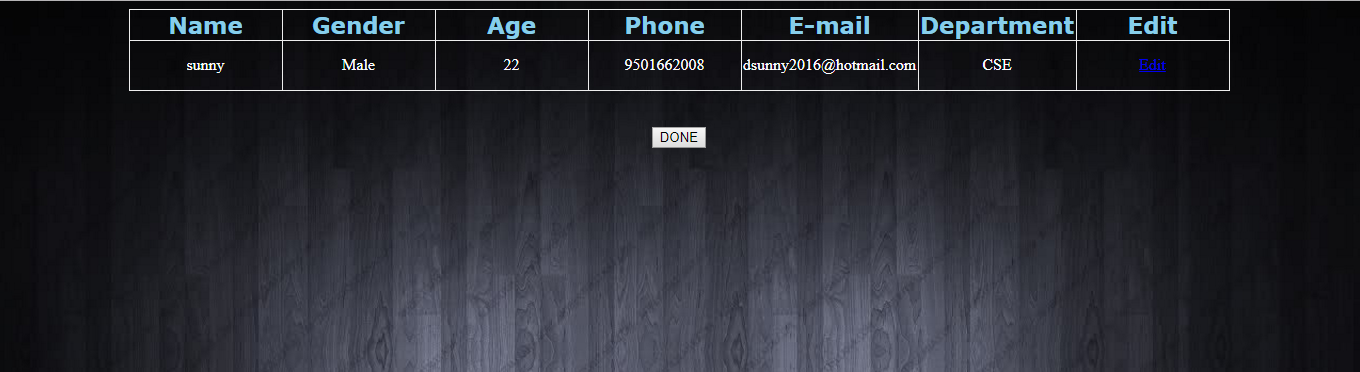 Name Gender Age Phone E-mail Department Edit
sunny Male 22 9501662008 dsunny2016@hotmail.com CSE Edit
DONE